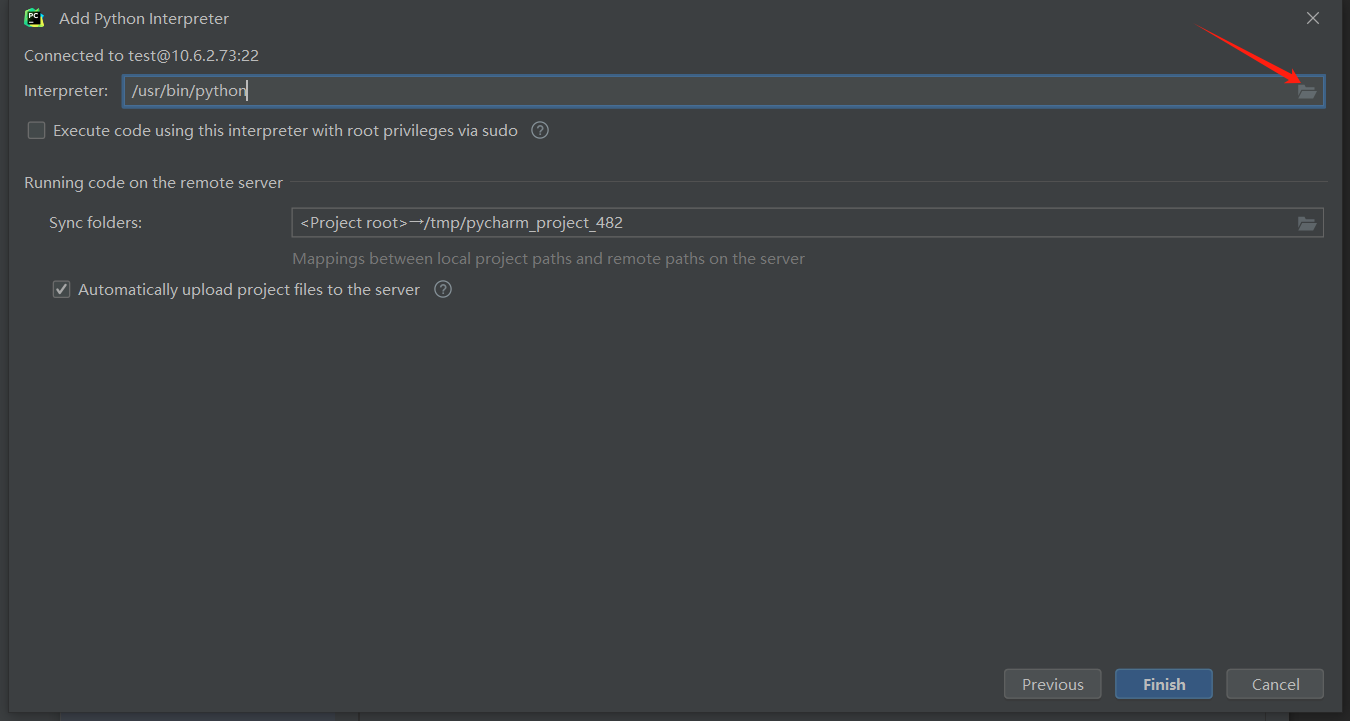 PC
Add Python Interpreter
Connected to test@10.6.2.73:22
Interpreter: /usr/bin/python
Execute code using this interpreter with root privileges via sudo ?
Running code on the remote server
Sync folders: <Project root>→/tmp/pycharm_project_482
Mappings between local project paths and remote paths on the server
Automatically upload project files to the server ?
Previous Finish Cancel